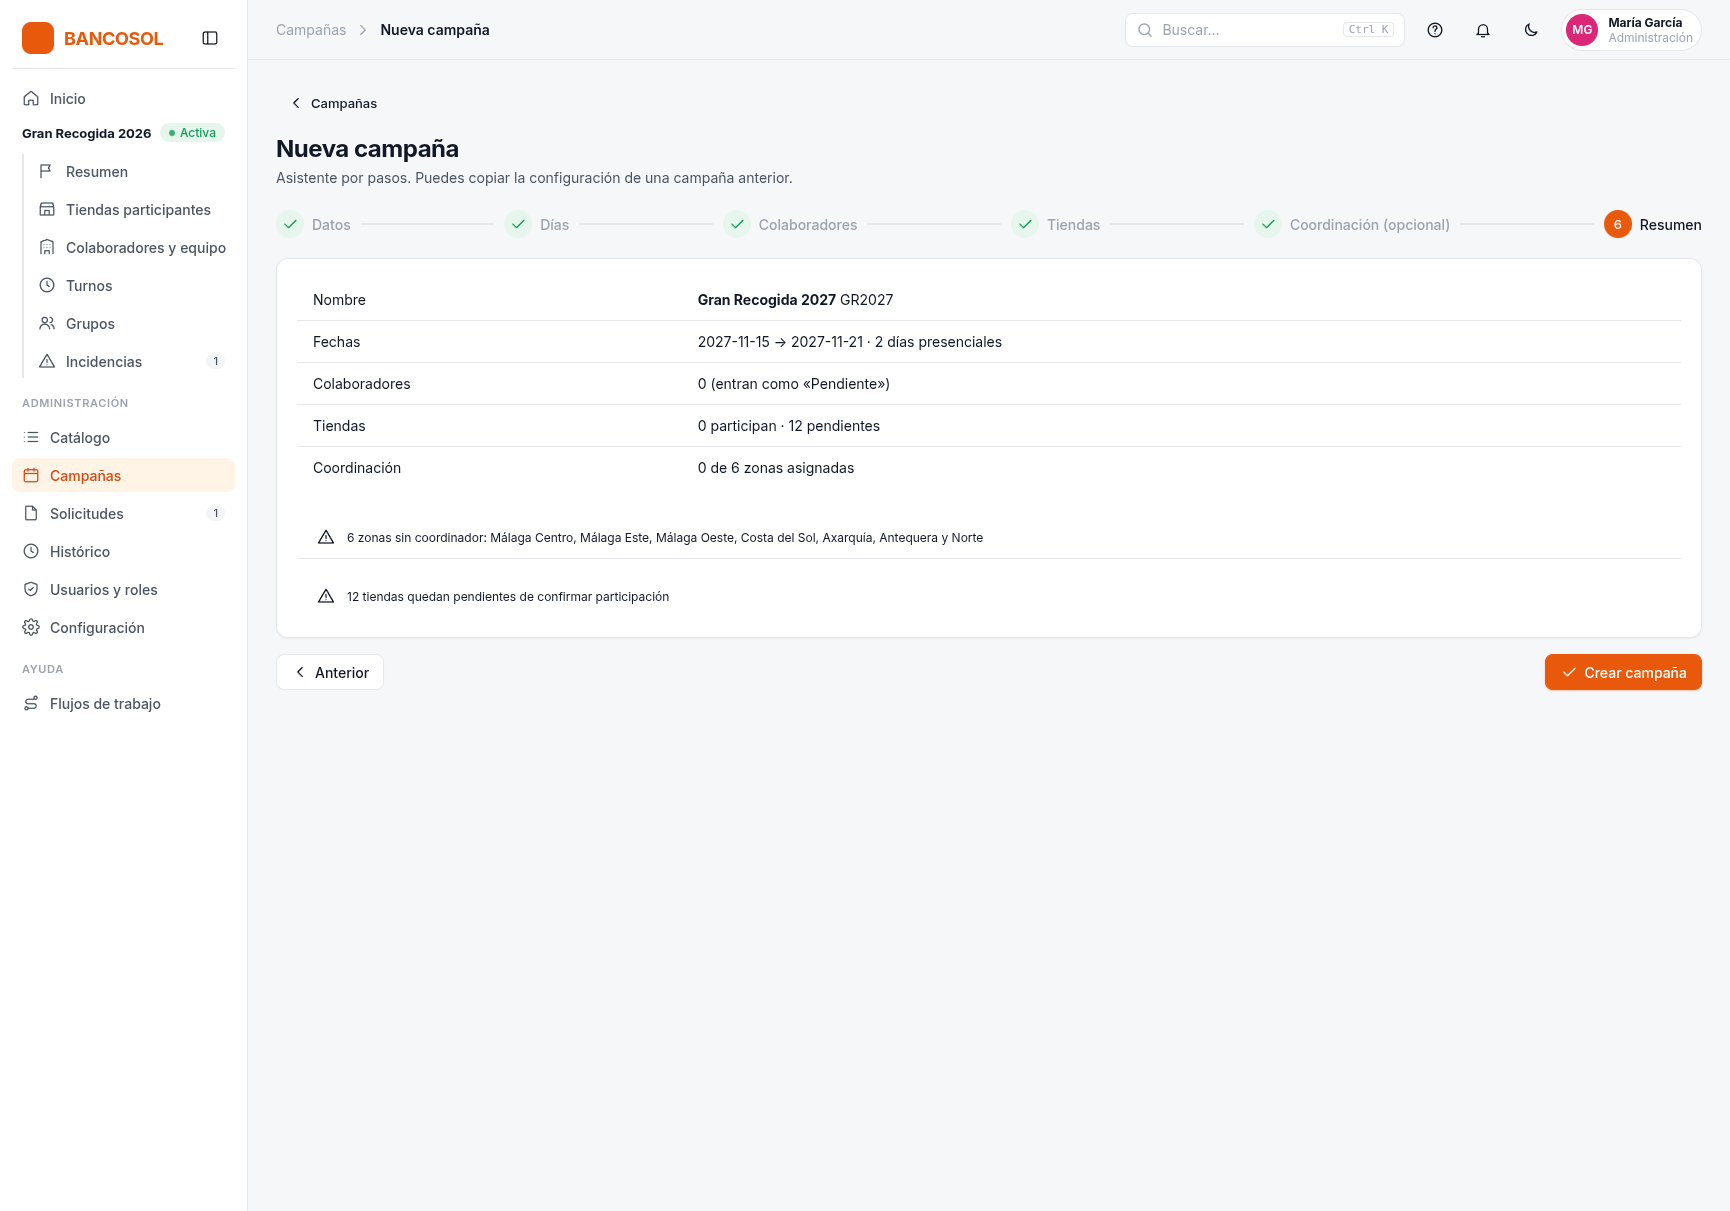 BANCOSOL
Campañas
Nueva campaña
Buscar...
Ctrl K
MG
María García
Administración
Inicio
Gran Recogida 2026
Activa
Resumen
Tiendas participantes
Colaboradores y equipo
Turnos
Grupos
Incidencias
1
ADMINISTRACIÓN
Catálogo
Campañas
Solicitudes
1
Histórico
Usuarios y roles
Configuración
AYUDA
Flujos de trabajo
Campañas
Nueva campaña
Asistente por pasos. Puedes copiar la configuración de una campaña anterior.
Datos
Días
Colaboradores
Tiendas
Coordinación (opcional)
6
Resumen
Nombre
Gran Recogida 2027 GR2027
Fechas
2027-11-15 → 2027-11-21 · 2 días presenciales
Colaboradores
0 (entran como «Pendiente»)
Tiendas
0 participan · 12 pendientes
Coordinación
0 de 6 zonas asignadas
6 zonas sin coordinador: Málaga Centro, Málaga Este, Málaga Oeste, Costa del Sol, Axarquía, Antequera y Norte
12 tiendas quedan pendientes de confirmar participación
Anterior
Crear campaña